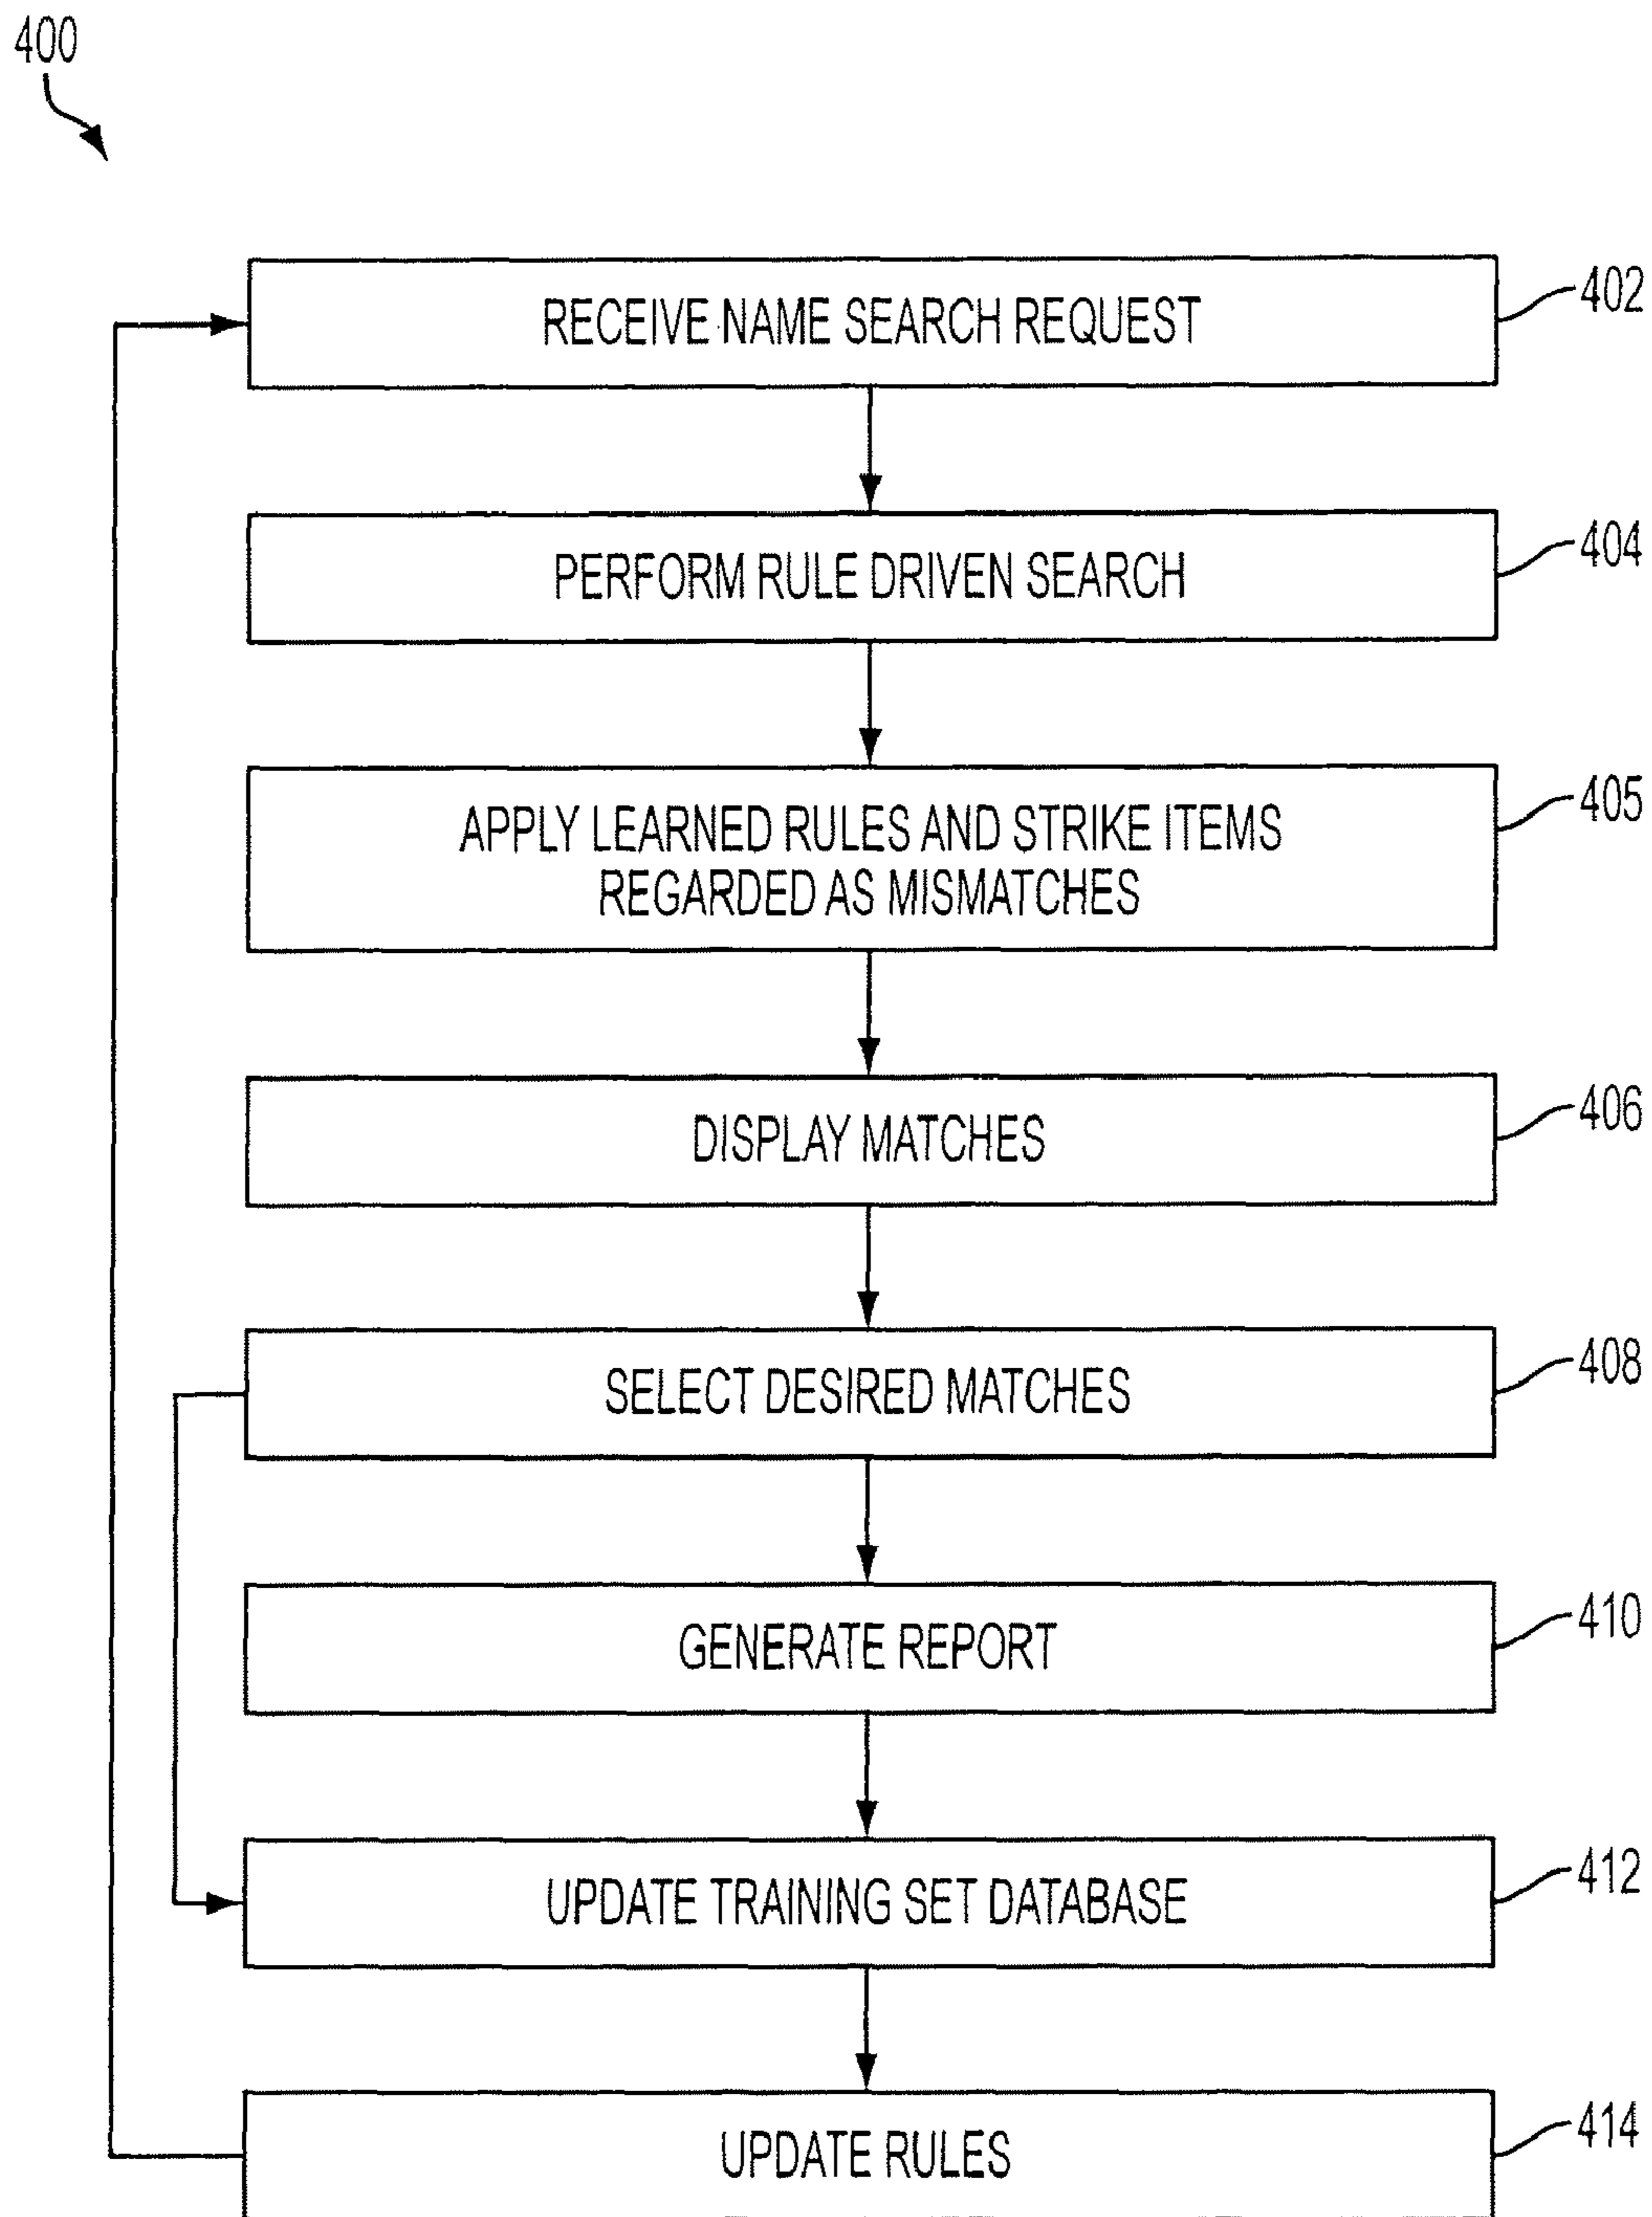 400
RECEIVE NAME SEARCH REQUEST
402
PERFORM RULE DRIVEN SEARCH
404
APPLY LEARNED RULES AND STRIKE ITEMS
REGARDED AS MISMATCHES
405
DISPLAY MATCHES
406
SELECT DESIRED MATCHES
408
GENERATE REPORT
410
UPDATE TRAINING SET DATABASE
412
UPDATE RULES
414